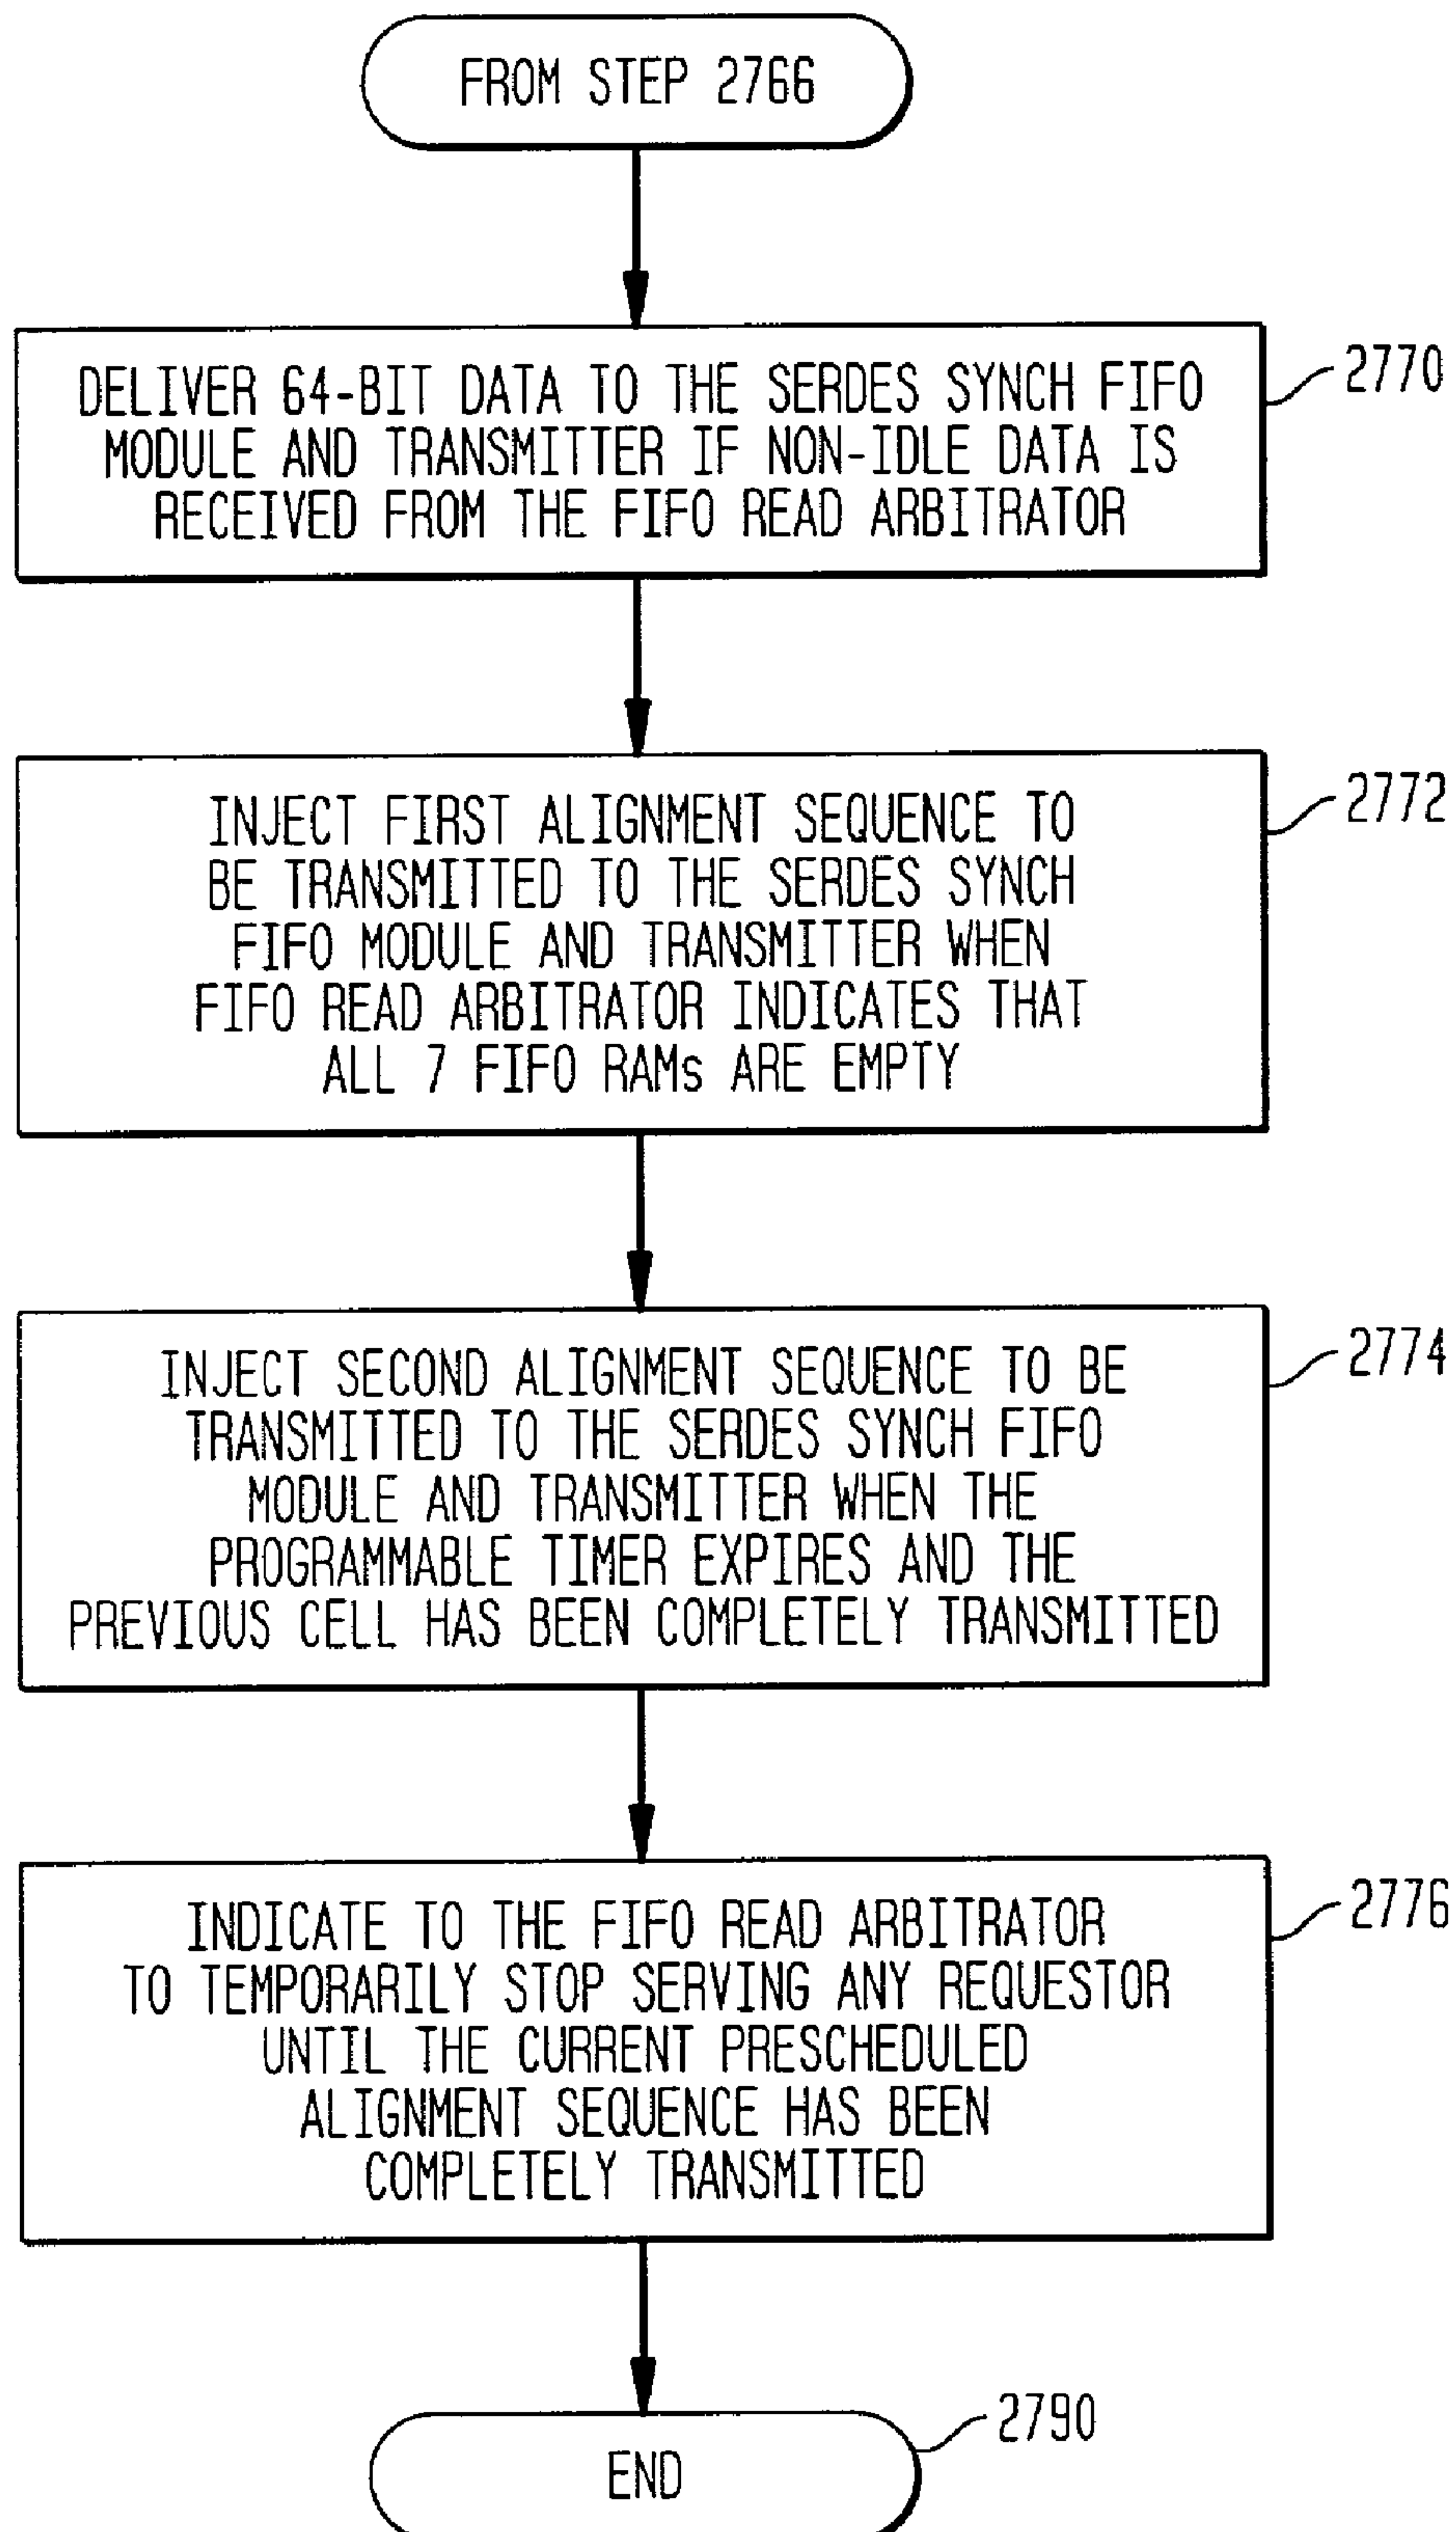 FROM STEP 2766
DELIVER 64-BIT DATA TO THE SERDES SYNCH FIFO
MODULE AND TRANSMITTER IF NON-IDLE DATA IS
RECEIVED FROM THE FIFO READ ARBITRATOR
2770
INJECT FIRST ALIGNMENT SEQUENCE TO
BE TRANSMITTED TO THE SERDES SYNCH
FIFO MODULE AND TRANSMITTER WHEN
FIFO READ ARBITRATOR INDICATES THAT
ALL 7 FIFO RAMs ARE EMPTY
2772
INJECT SECOND ALIGNMENT SEQUENCE TO BE
TRANSMITTED TO THE SERDES SYNCH FIFO
MODULE AND TRANSMITTER WHEN THE
PROGRAMMABLE TIMER EXPIRES AND THE
PREVIOUS CELL HAS BEEN COMPLETELY TRANSMITTED
2774
INDICATE TO THE FIFO READ ARBITRATOR
TO TEMPORARILY STOP SERVING ANY REQUESTOR
UNTIL THE CURRENT PRESCHEDULED
ALIGNMENT SEQUENCE HAS BEEN
COMPLETELY TRANSMITTED
2776
END
2790